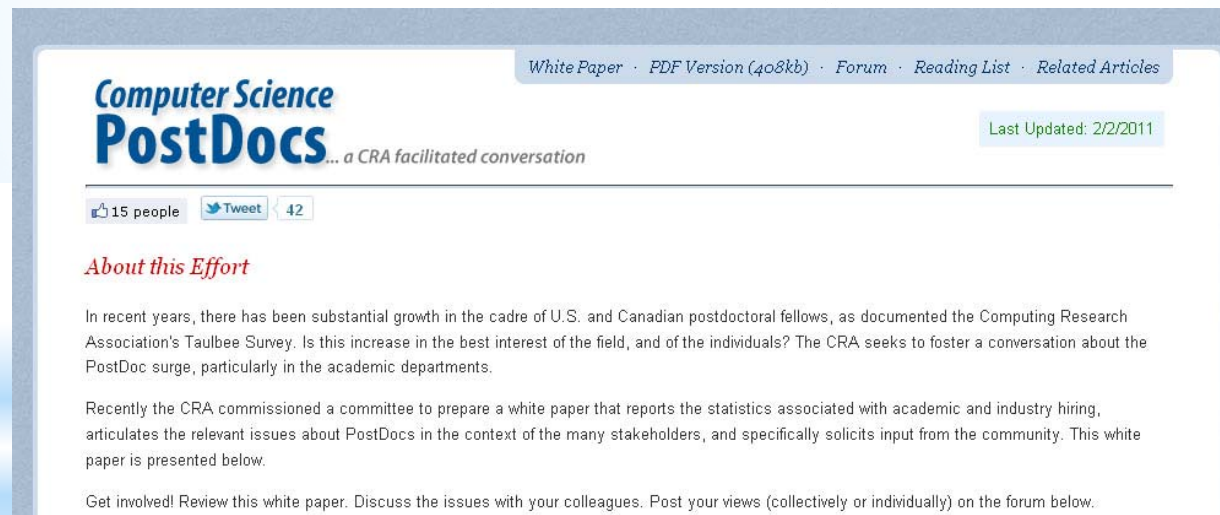 White Paper · PDF Version (408kb) · Forum · Reading List · Related Articles
Computer Science
PostDocs... a CRA facilitated conversation
Last Updated: 2/2/2011
15 people Tweet 42
About this Effort
In recent years, there has been substantial growth in the cadre of U.S. and Canadian postdoctoral fellows, as documented the Computing Research
Association's Taulbee Survey. Is this increase in the best interest of the field, and of the individuals? The CRA seeks to foster a conversation about the
PostDoc surge, particularly in the academic departments.
Recently the CRA commissioned a committee to prepare a white paper that reports the statistics associated with academic and industry hiring,
articulates the relevant issues about PostDocs in the context of the many stakeholders, and specifically solicits input from the community. This white
paper is presented below.
Get involved! Review this white paper. Discuss the issues with your colleagues. Post your views (collectively or individually) on the forum below.